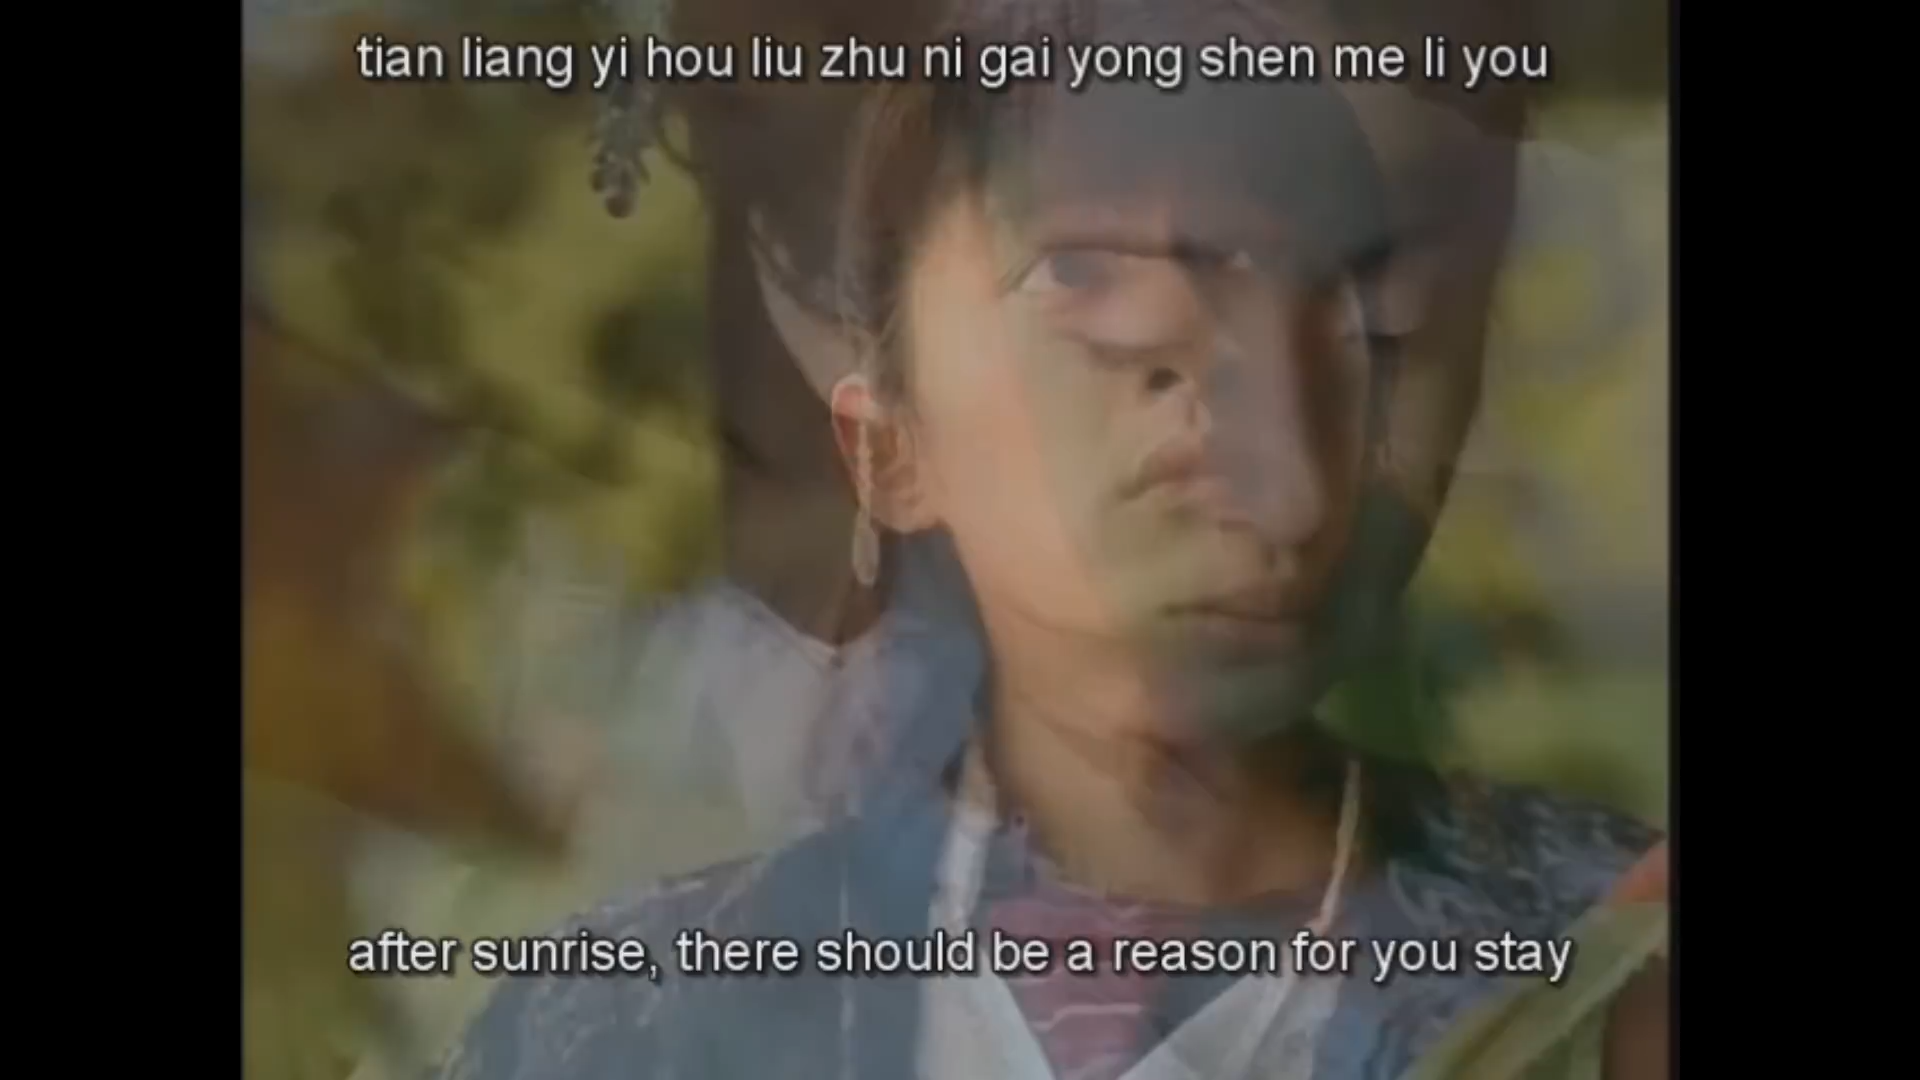 tian liang yi hou liu zhu ni gai yong shen me li you
after sunrise, there should be a reason for you stay